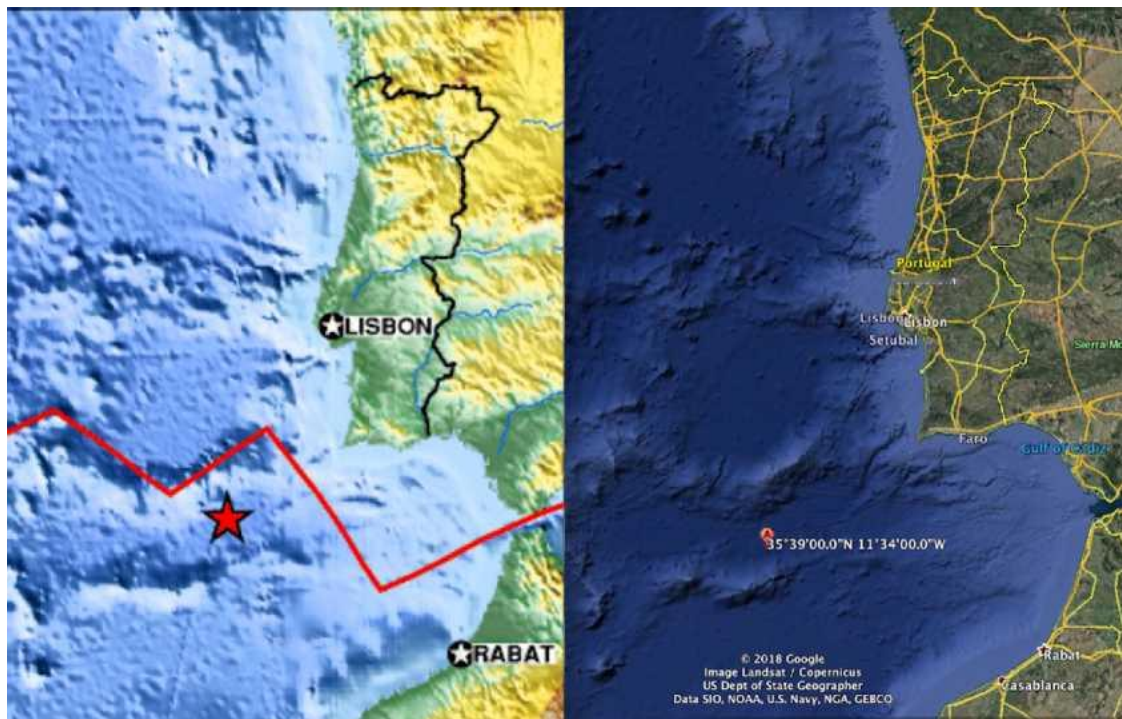 LISBON
RABAT
Portugal
Lisbon
Lisbon
Setubal
Sierra Mo
Faro
Gulf of Cadiz
35°39'00.0"N 11°34'00.0"W
© 2018 Google
Image Landsat / Copernicus
US Dept of State Geographer
Data SIO, NOAA, U.S. Navy, NGA, GEBCO
Rabat
Casablanca